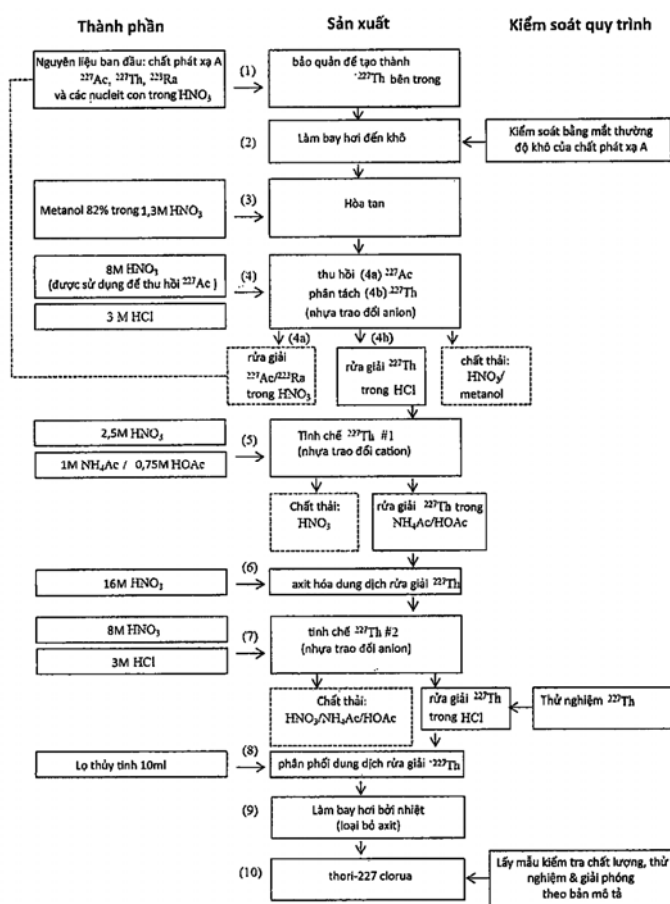 Thành phần
Sản xuất
Kiểm soát quy trình
Nguyên liệu ban đầu: chất phát xạ A
²²⁷Ac, ²²⁷Th, ²²³Ra
và các nucleit con trong HNO₃
(1)
bảo quản để tạo thành
²²⁷Th bên trong
(2)
Làm bay hơi đến khô
Kiểm soát bằng mắt thường
độ khô của chất phát xạ A
Metanol 82% trong 1,3M HNO₃
(3)
Hòa tan
8M HNO₃
(được sử dụng để thu hồi ²²⁷Ac)
3 M HCl
(4)
thu hồi (4a) ²²⁷Ac
phân tách (4b) ²²⁷Th
(nhựa trao đổi anion)
(4a)
(4b)
rửa giải
²²⁷Ac/²²³Ra
trong HNO₃
rửa giải ²²⁷Th
trong HCl
chất thải:
HNO₃/
metanol
2,5M HNO₃
1M NH₄Ac / 0,75M HOAc
(5)
Tinh chế ²²⁷Th #1
(nhựa trao đổi cation)
Chất thải:
HNO₃
rửa giải ²²⁷Th trong
NH₄Ac/HOAc
16M HNO₃
(6)
axit hóa dung dịch rửa giải ²²⁷Th
8M HNO₃
3M HCl
(7)
tinh chế ²²⁷Th #2
(nhựa trao đổi anion)
Chất thải:
HNO₃/NH₄Ac/HOAc
rửa giải ²²⁷Th
trong HCl
Thử nghiệm ²²⁷Th
Lọ thủy tinh 10ml
(8)
phân phối dung dịch rửa giải ²²⁷Th
(9)
Làm bay hơi bởi nhiệt
(loại bỏ axit)
(10)
thori-227 clorua
Lấy mẫu kiểm tra chất lượng, thử
nghiệm & giải phóng
theo bản mô tả